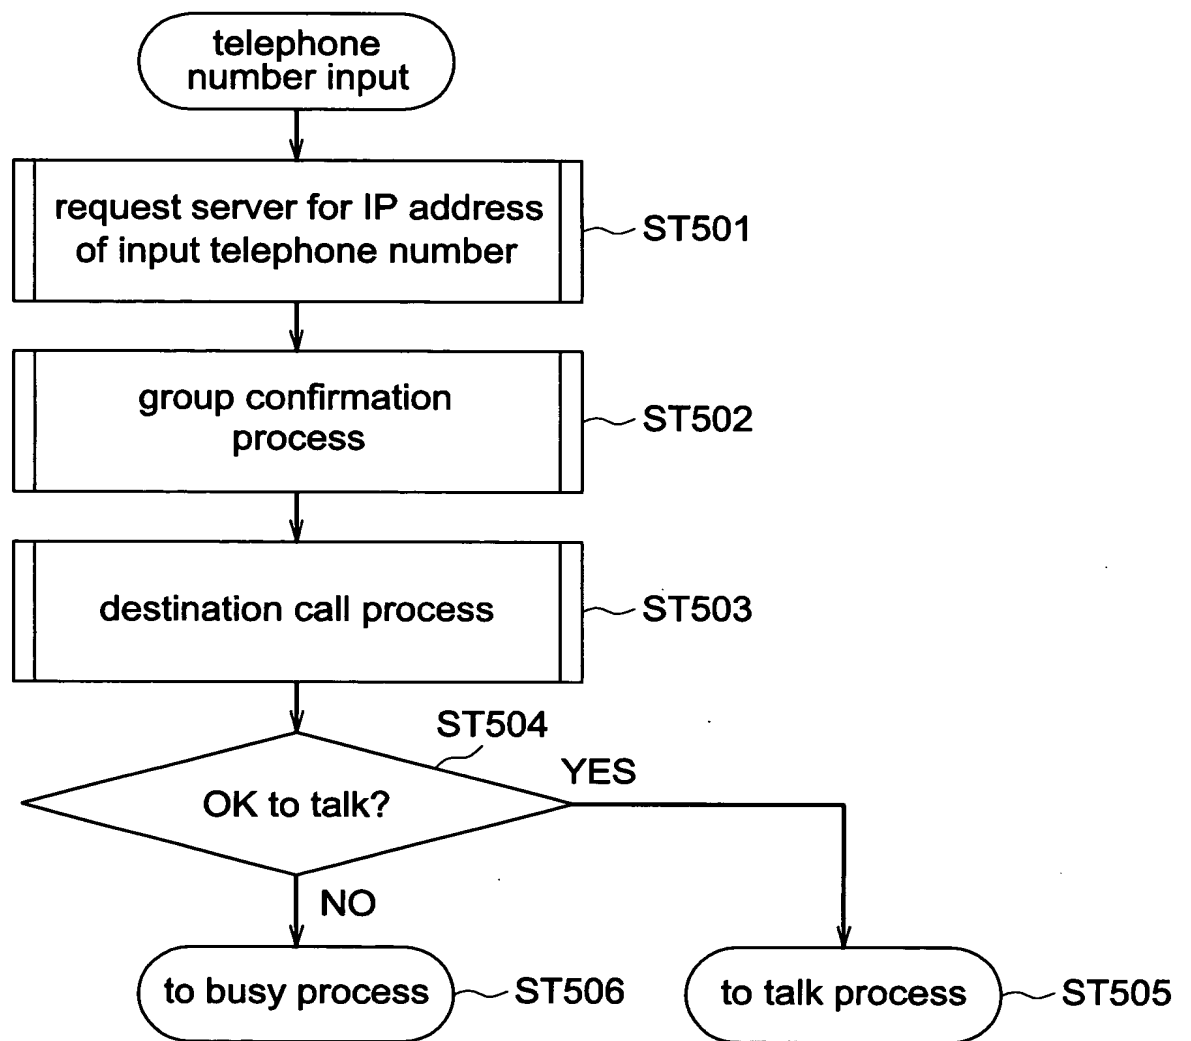 telephone
number input
request server for IP address
of input telephone number
ST501
group confirmation
process
ST502
destination call process
ST503
ST504
OK to talk?
YES
NO
to busy process
ST506
to talk process
ST505